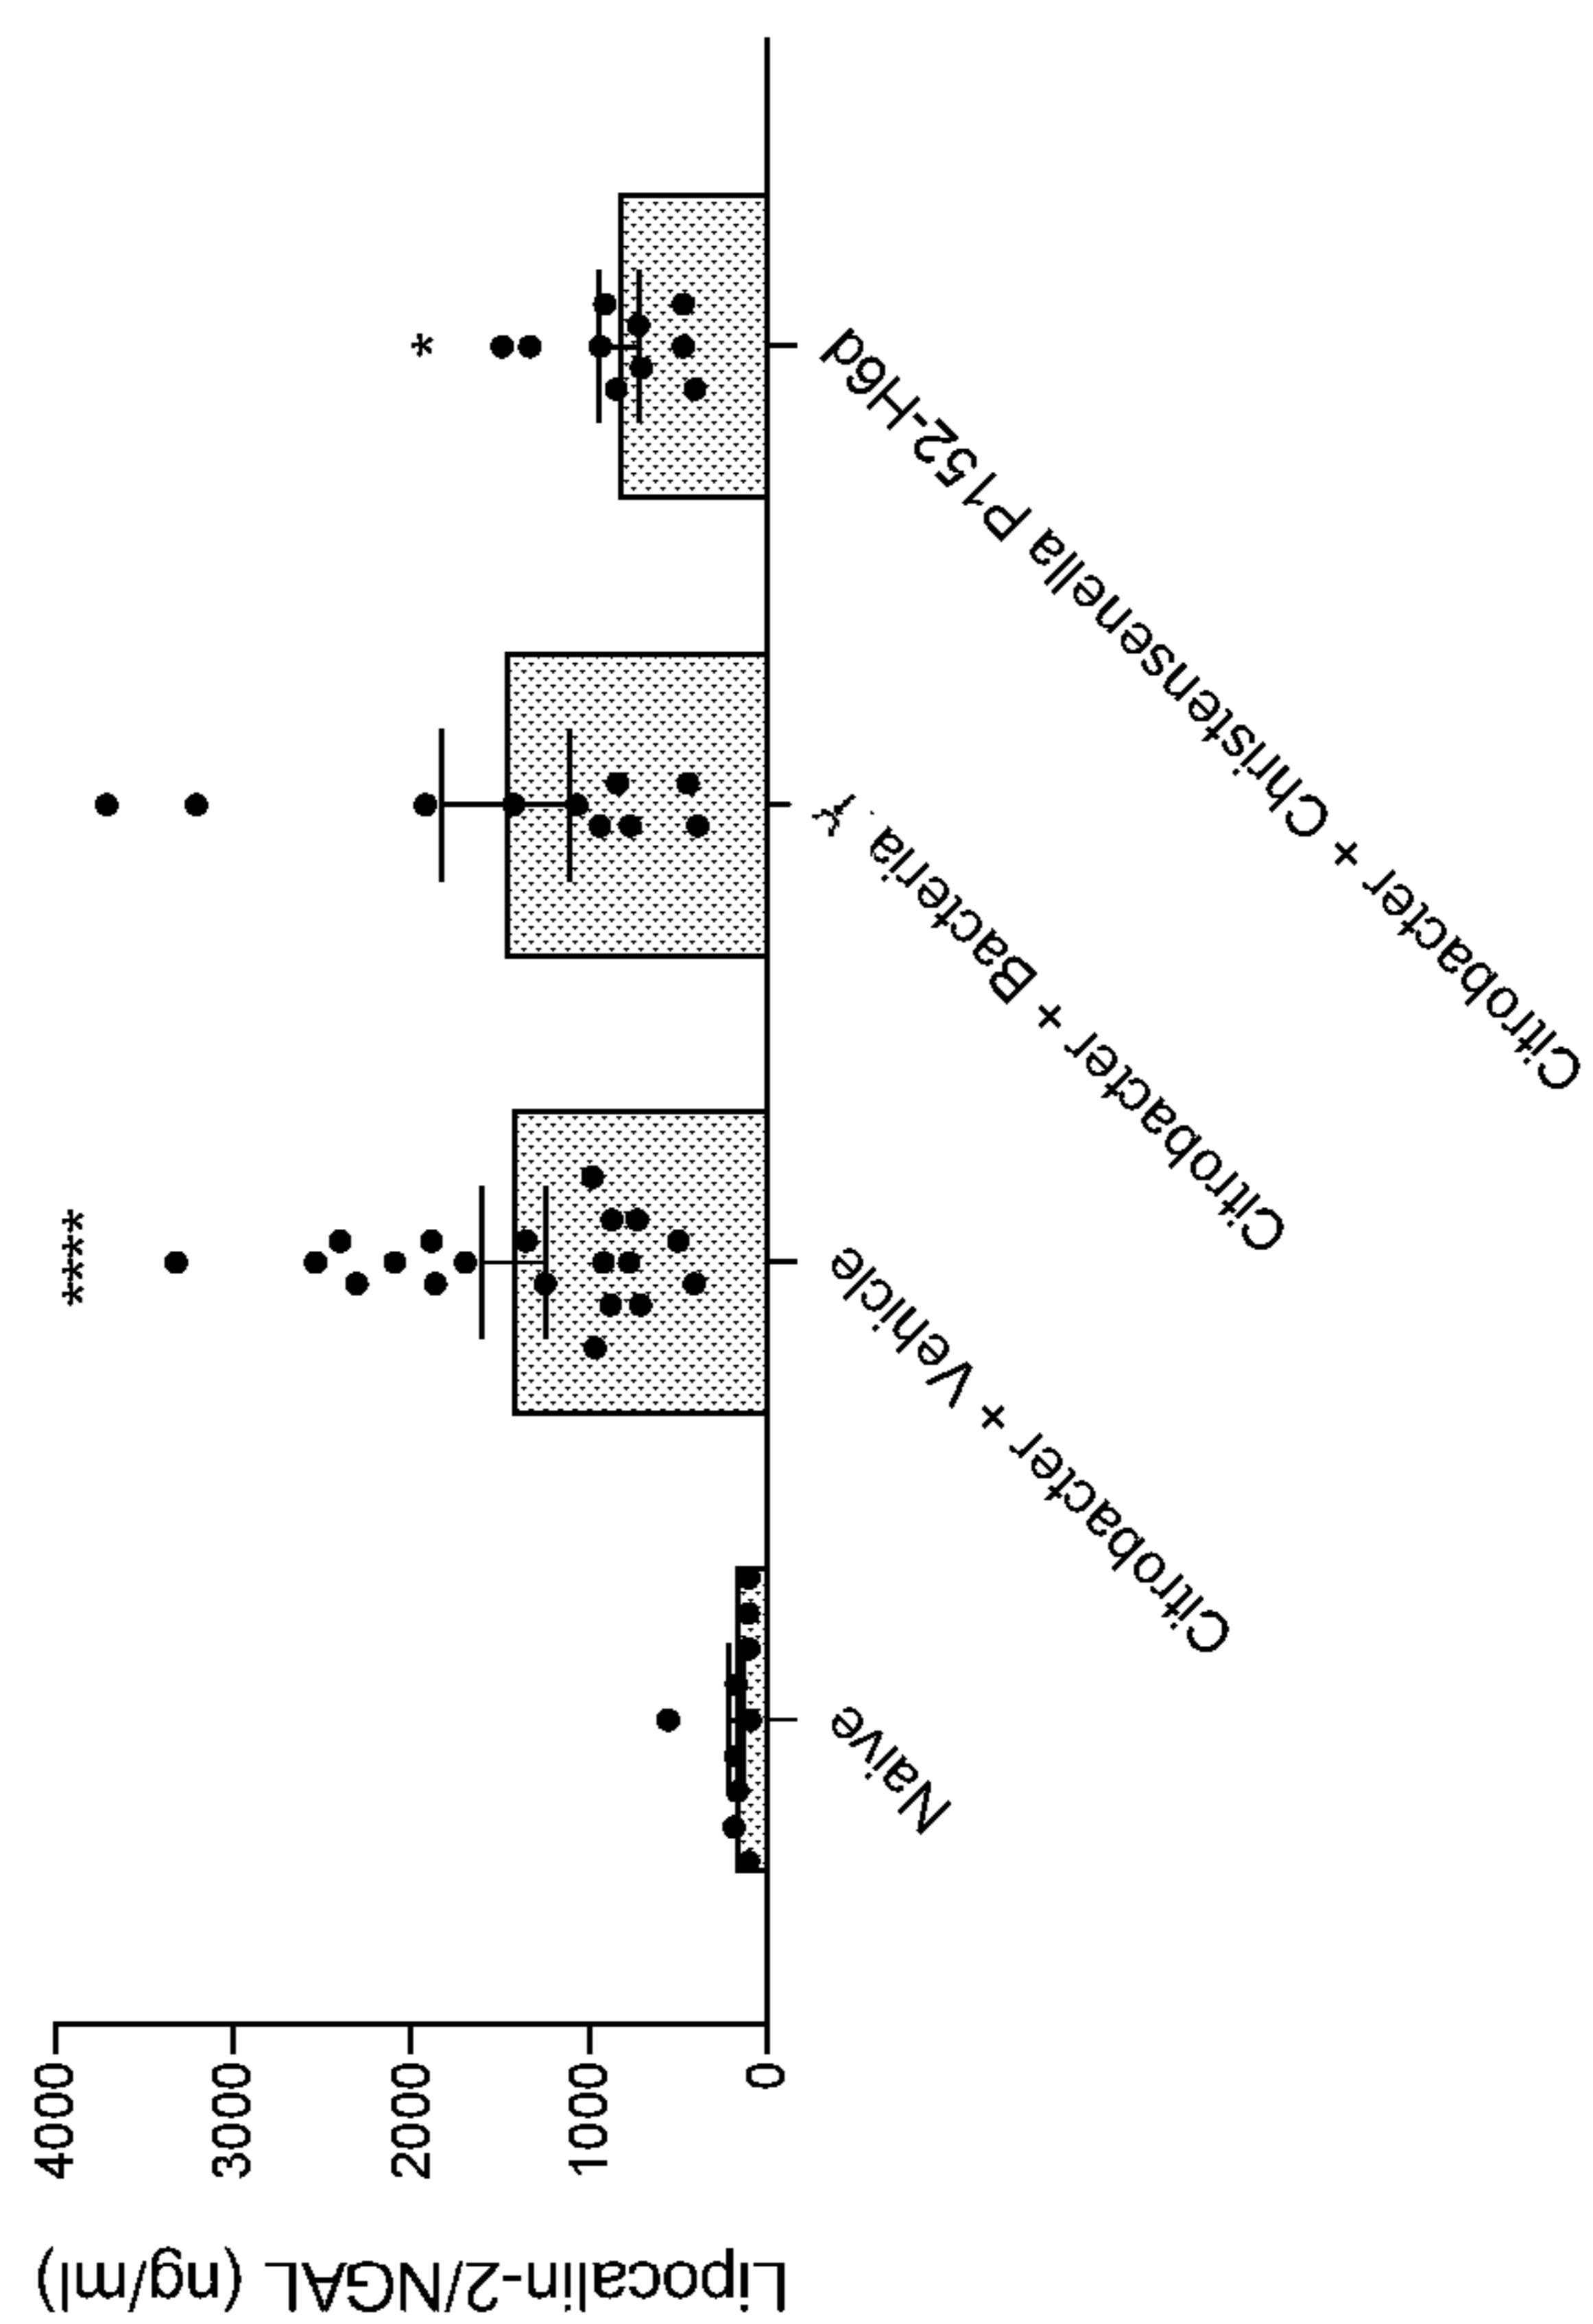 Lipocalin-2/NGAL (ng/ml)
4000
3000
2000
1000
0
****
*
Naive
Citrobacter + Vehicle
Citrobacter + Bacteria
Citrobacter + Christensenella P152-H6d